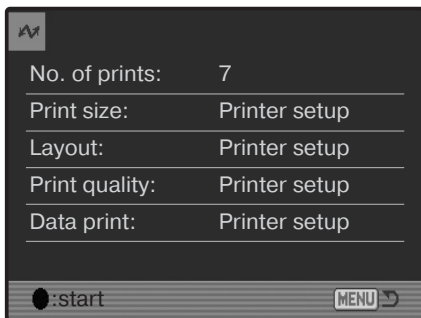 No. of prints: 7
Print size: Printer setup
Layout: Printer setup
Print quality: Printer setup
Data print: Printer setup
:start MENU